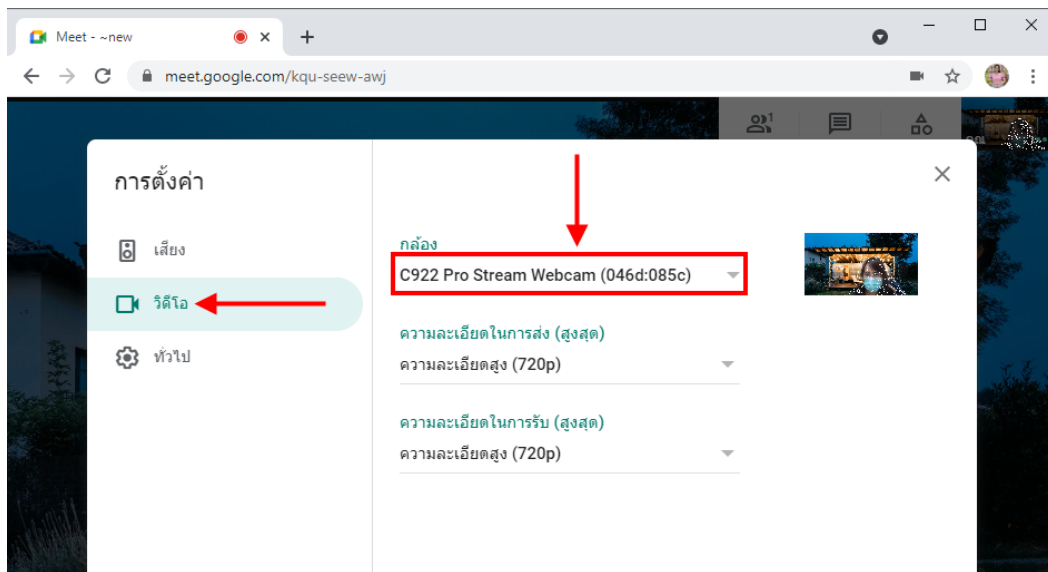 Meet - ~new
meet.google.com/kqu-seew-awj
1
การตั้งค่า
เสียง
วิดีโอ
ทั่วไป
กล้อง
C922 Pro Stream Webcam (046d:085c)
ความละเอียดในการส่ง (สูงสุด)
ความละเอียดสูง (720p)
ความละเอียดในการรับ (สูงสุด)
ความละเอียดสูง (720p)